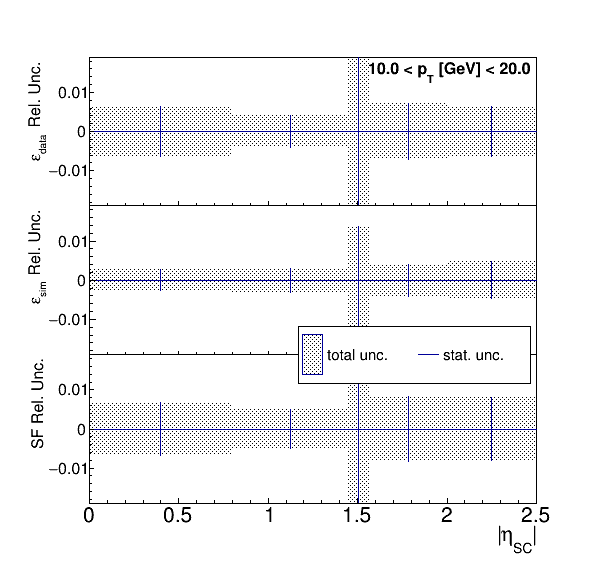 10.0 < p_T [GeV] < 20.0
ε_data Rel. Unc.
0.01
0
−0.01
ε_sim Rel. Unc.
0.01
0
−0.01
total unc.
stat. unc.
SF Rel. Unc.
0.01
0
−0.01
0 0.5 1 1.5 2 2.5
|η_SC|